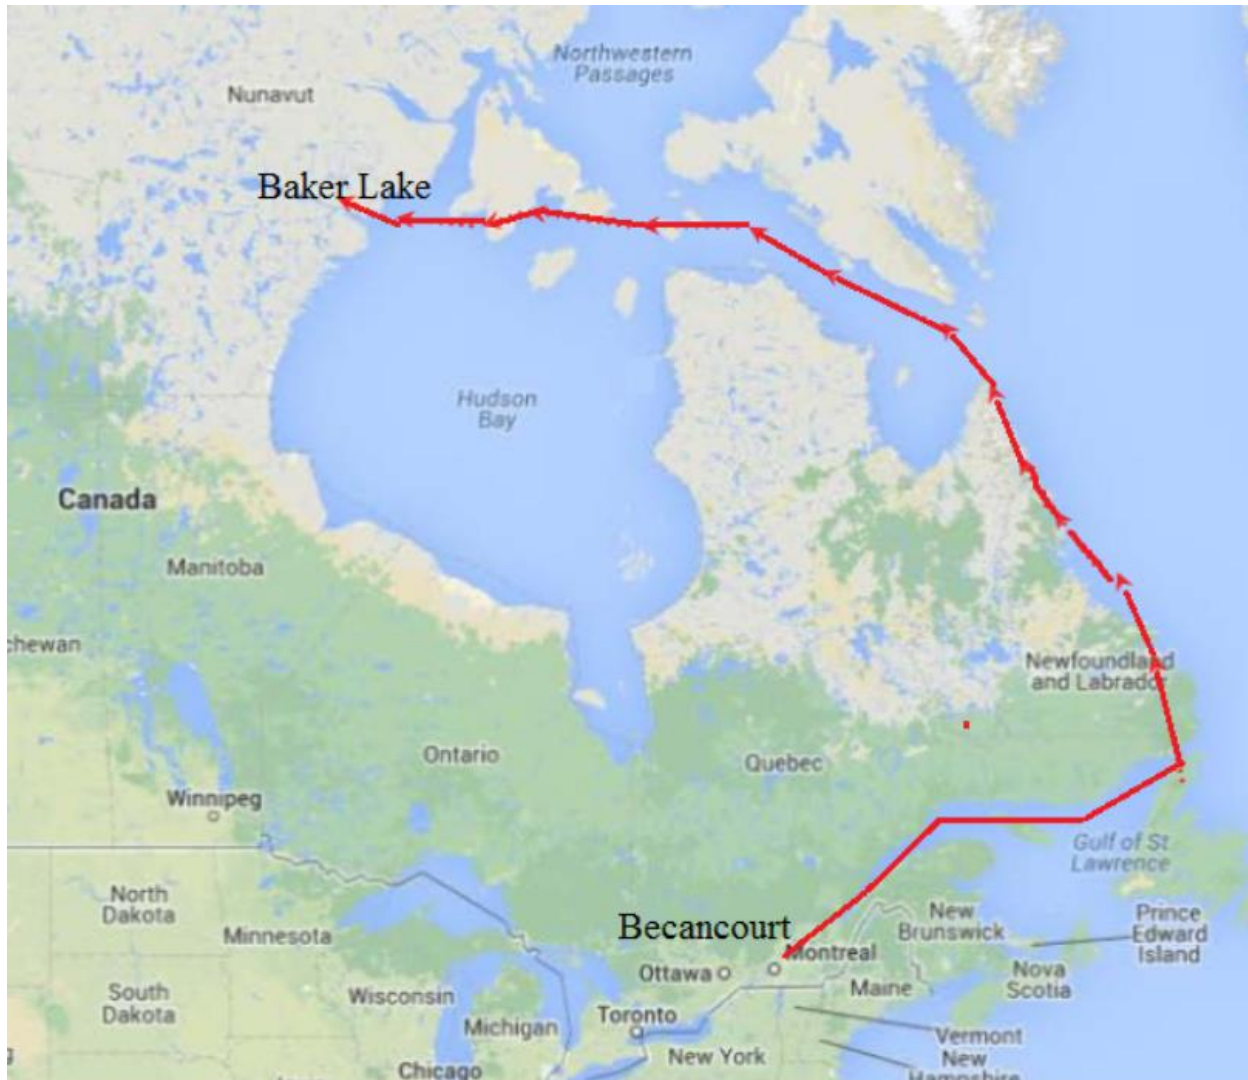 Northwestern
Passages
Nunavut
Baker Lake
Hudson
Bay
Canada
Manitoba
chewan
Newfoundland
and Labrador
Ontario
Quebec
Winnipeg
Gulf of St
Lawrence
North
Dakota
Minnesota
Becancourt
New
Brunswick
Prince
Edward
Island
Montreal
Ottawa
Nova
Scotia
South
Dakota
Wisconsin
Maine
Michigan
Toronto
Vermont
New York
New
Hampshire
Chicago